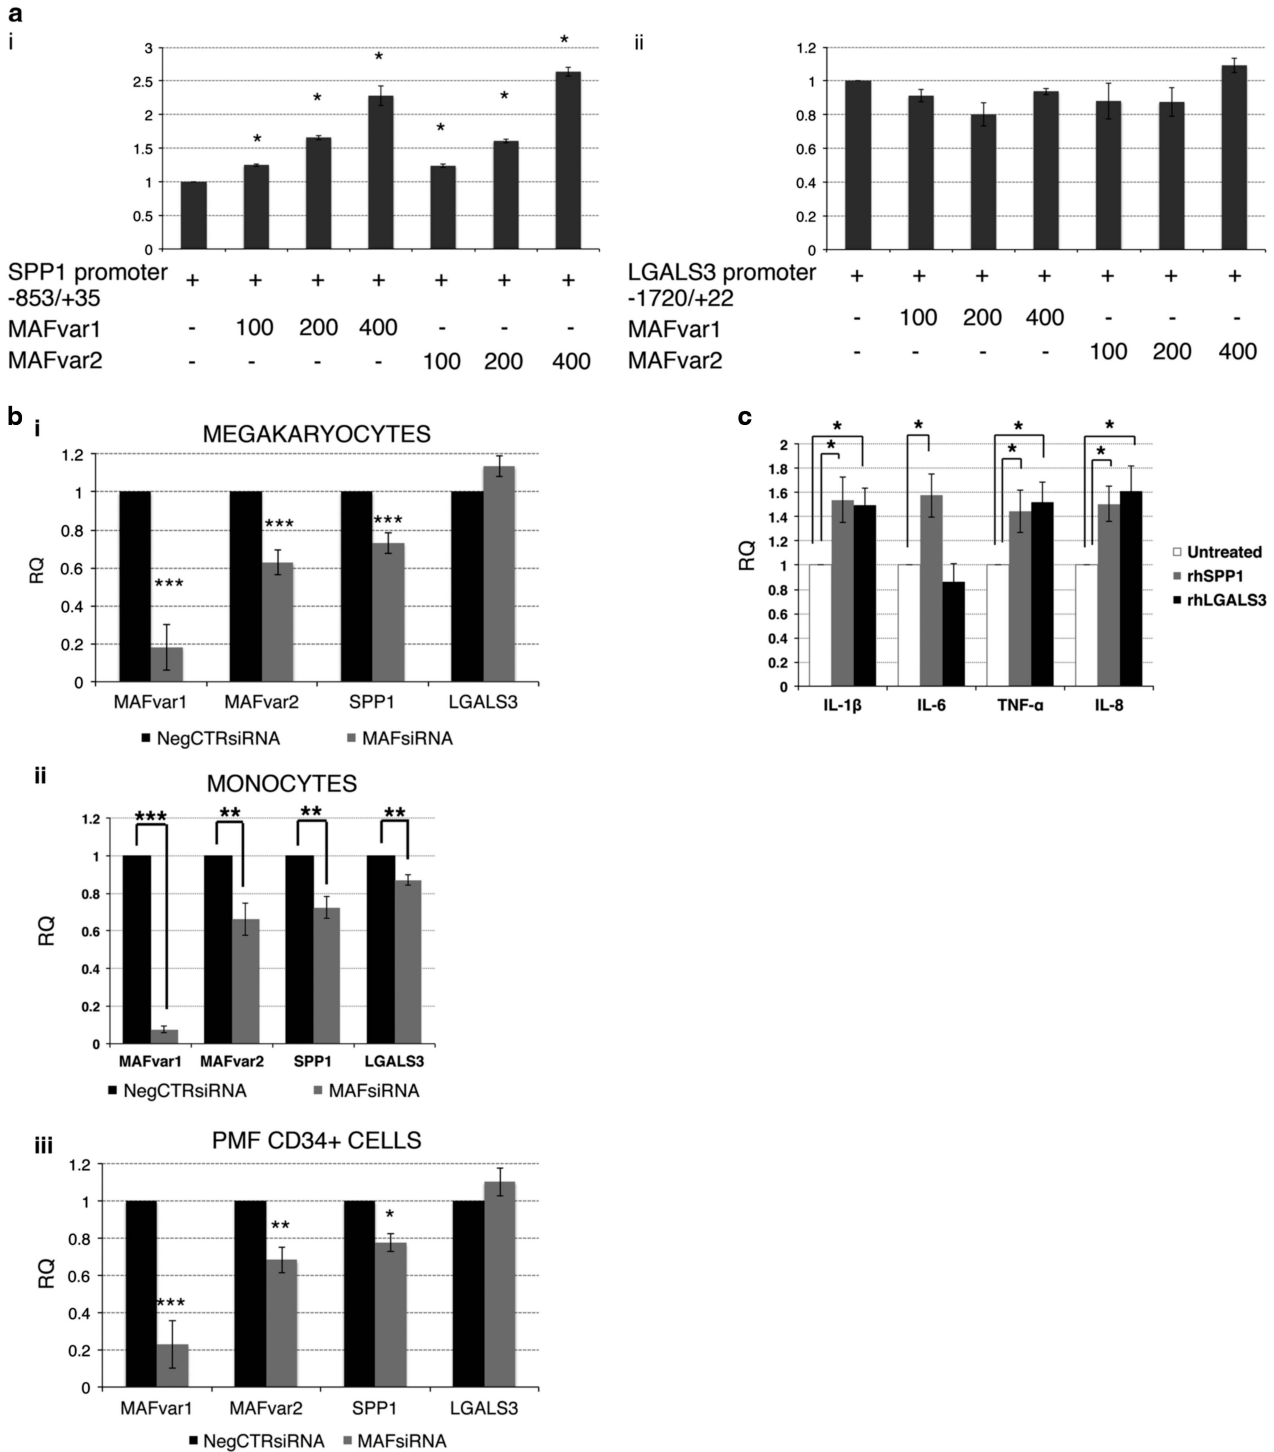 a
i
3
2.5
2
1.5
1
0.5
0
* * * * * *
SPP1 promoter + + + + + + +
-853/+35
MAFvar1 - 100 200 400 - - -
MAFvar2 - - - - 100 200 400
ii
1.2
1
0.8
0.6
0.4
0.2
0
LGALS3 promoter + + + + + + +
-1720/+22
MAFvar1 - 100 200 400 - - -
MAFvar2 - - - - 100 200 400
b
i
MEGAKARYOCYTES
RQ
1.2
1
0.8
0.6
0.4
0.2
0
*** *** ***
MAFvar1 MAFvar2 SPP1 LGALS3
NegCTRsiRNA MAFsiRNA
ii
MONOCYTES
RQ
1.2
1
0.8
0.6
0.4
0.2
0
*** ** ** **
MAFvar1 MAFvar2 SPP1 LGALS3
NegCTRsiRNA MAFsiRNA
iii
PMF CD34+ CELLS
RQ
1.2
1
0.8
0.6
0.4
0.2
0
*** ** *
MAFvar1 MAFvar2 SPP1 LGALS3
NegCTRsiRNA MAFsiRNA
c
RQ
2
1.8
1.6
1.4
1.2
1
0.8
0.6
0.4
0.2
0
* * * * * * *
IL-1β IL-6 TNF-α IL-8
Untreated
rhSPP1
rhLGALS3